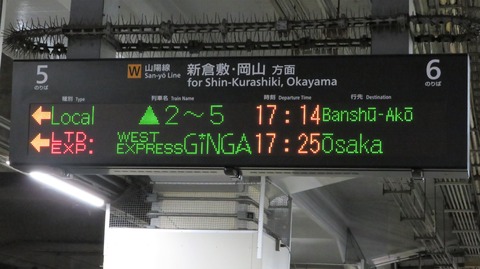 5 のりば W 山陽線 San-yō Line 新倉敷・岡山 方面 for Shin-Kurashiki, Okayama 6 のりば
種別 Type 列車名 Train Name 時刻 Departure Time 行先 Destination
←Local ▲2～5 17:14 Banshū-Akō
←LTD. EXP. WEST EXPRESS GiNGA 17:25 Ōsaka